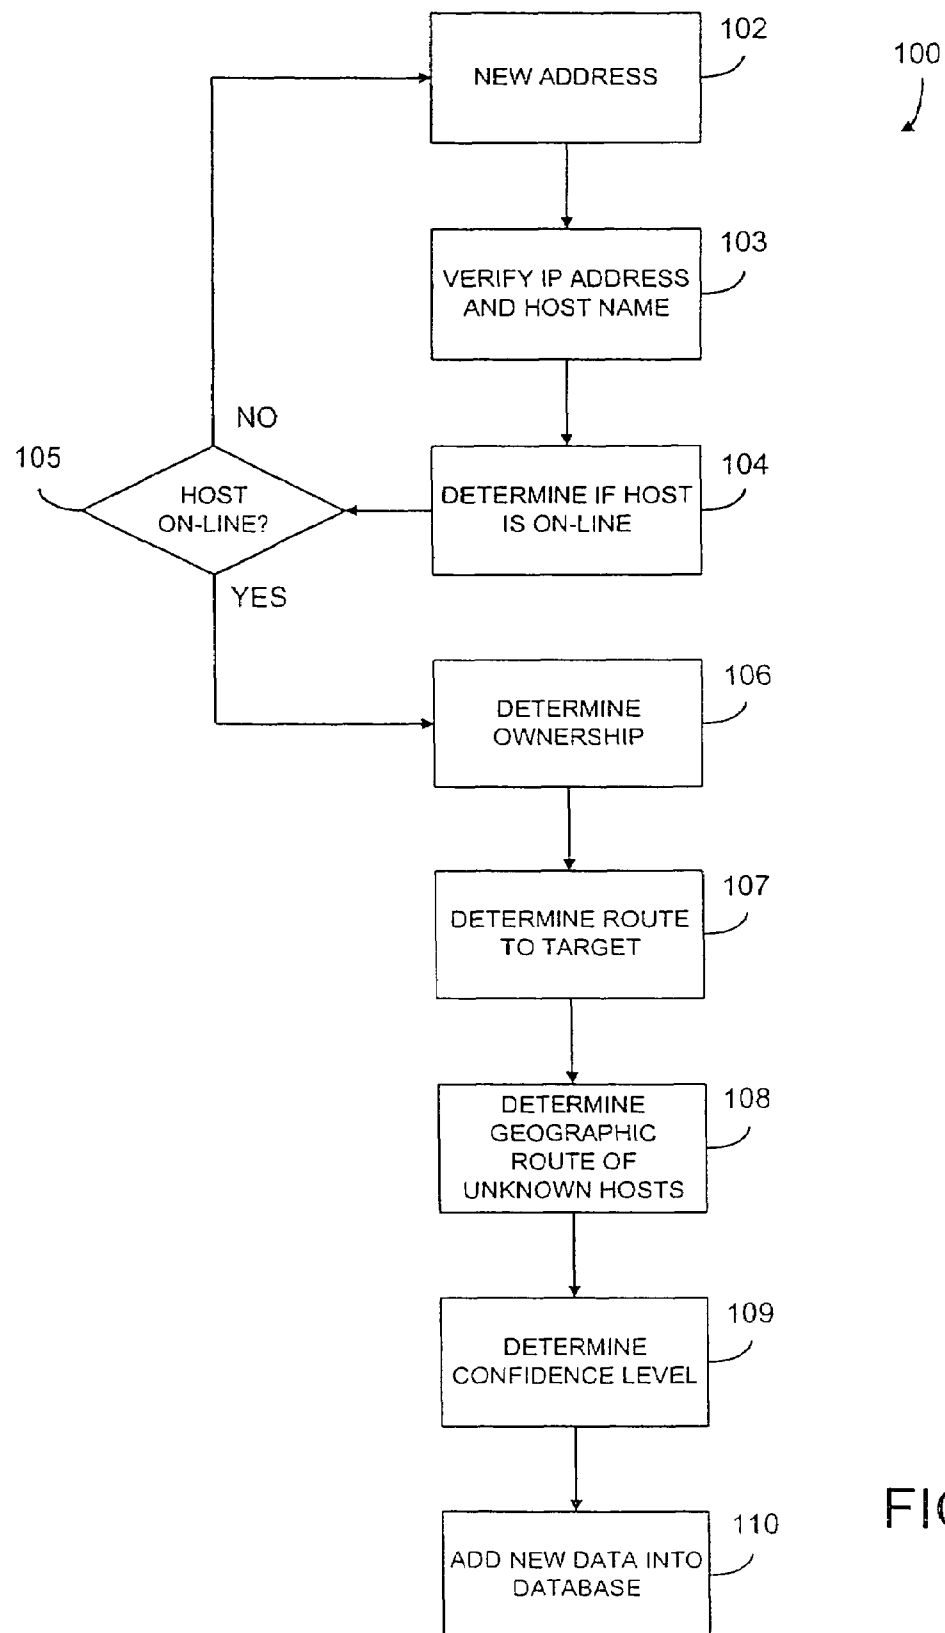 102
NEW ADDRESS
100
103
VERIFY IP ADDRESS
AND HOST NAME
NO
105
HOST
ON-LINE?
104
DETERMINE IF HOST
IS ON-LINE
YES
106
DETERMINE
OWNERSHIP
107
DETERMINE ROUTE
TO TARGET
108
DETERMINE
GEOGRAPHIC
ROUTE OF
UNKNOWN HOSTS
109
DETERMINE
CONFIDENCE LEVEL
110
ADD NEW DATA INTO
DATABASE